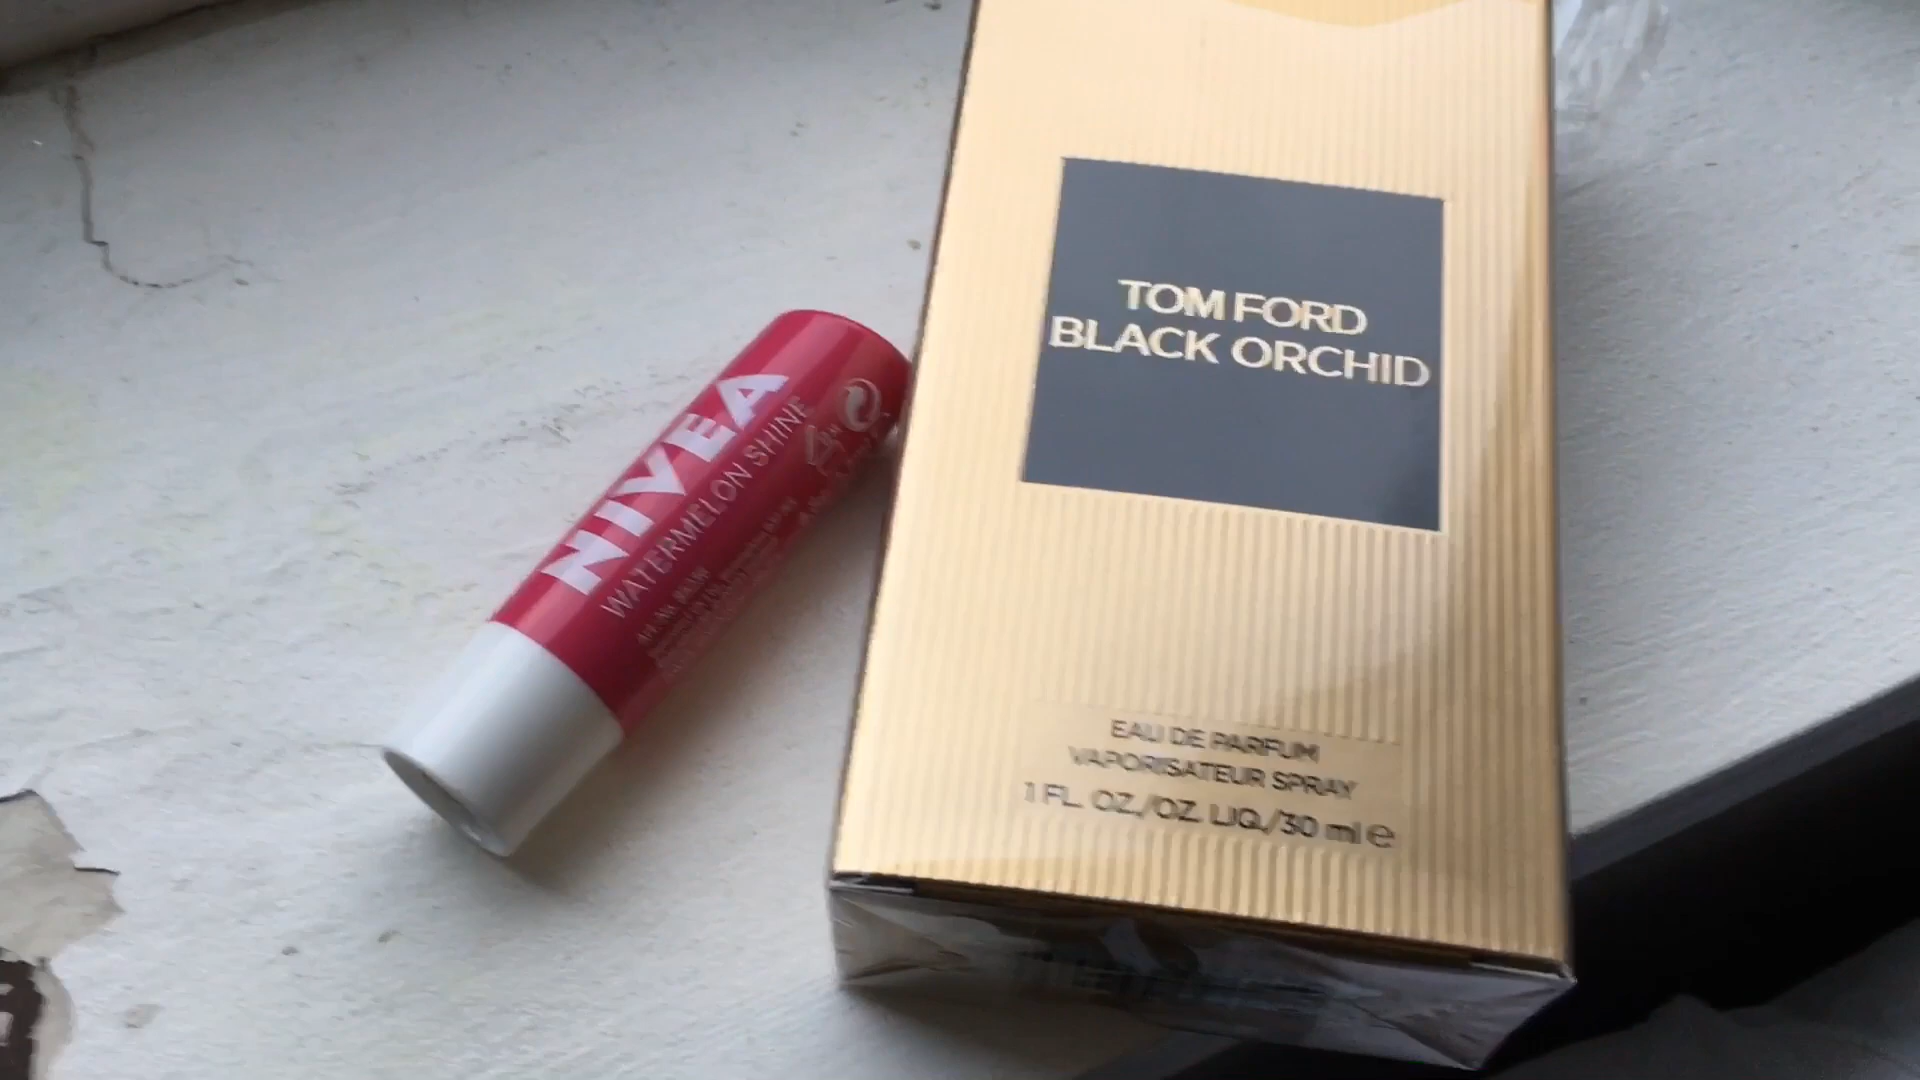 NIVEA
WATERMELON SHINE
TOM FORD
BLACK ORCHID
EAU DE PARFUM
VAPORISATEUR SPRAY
1 FL. OZ./OZ. LIQ./30 ml e